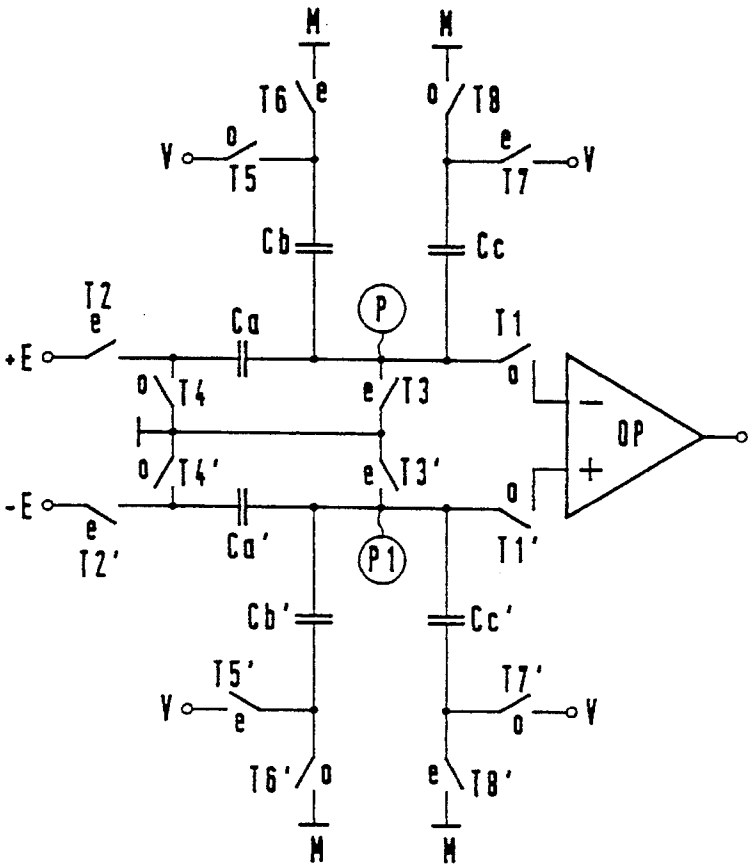 M M
T6 e o T8
V o T5 e T7 V
Cb Cc
T2 e P
+E Ca T1
o T4 e T3 o
−
OP
o T4' e T3' +
-E e T2' Ca' P1 o T1'
Cb' Cc'
V T5' e T7' o V
T6' o e T8'
M M